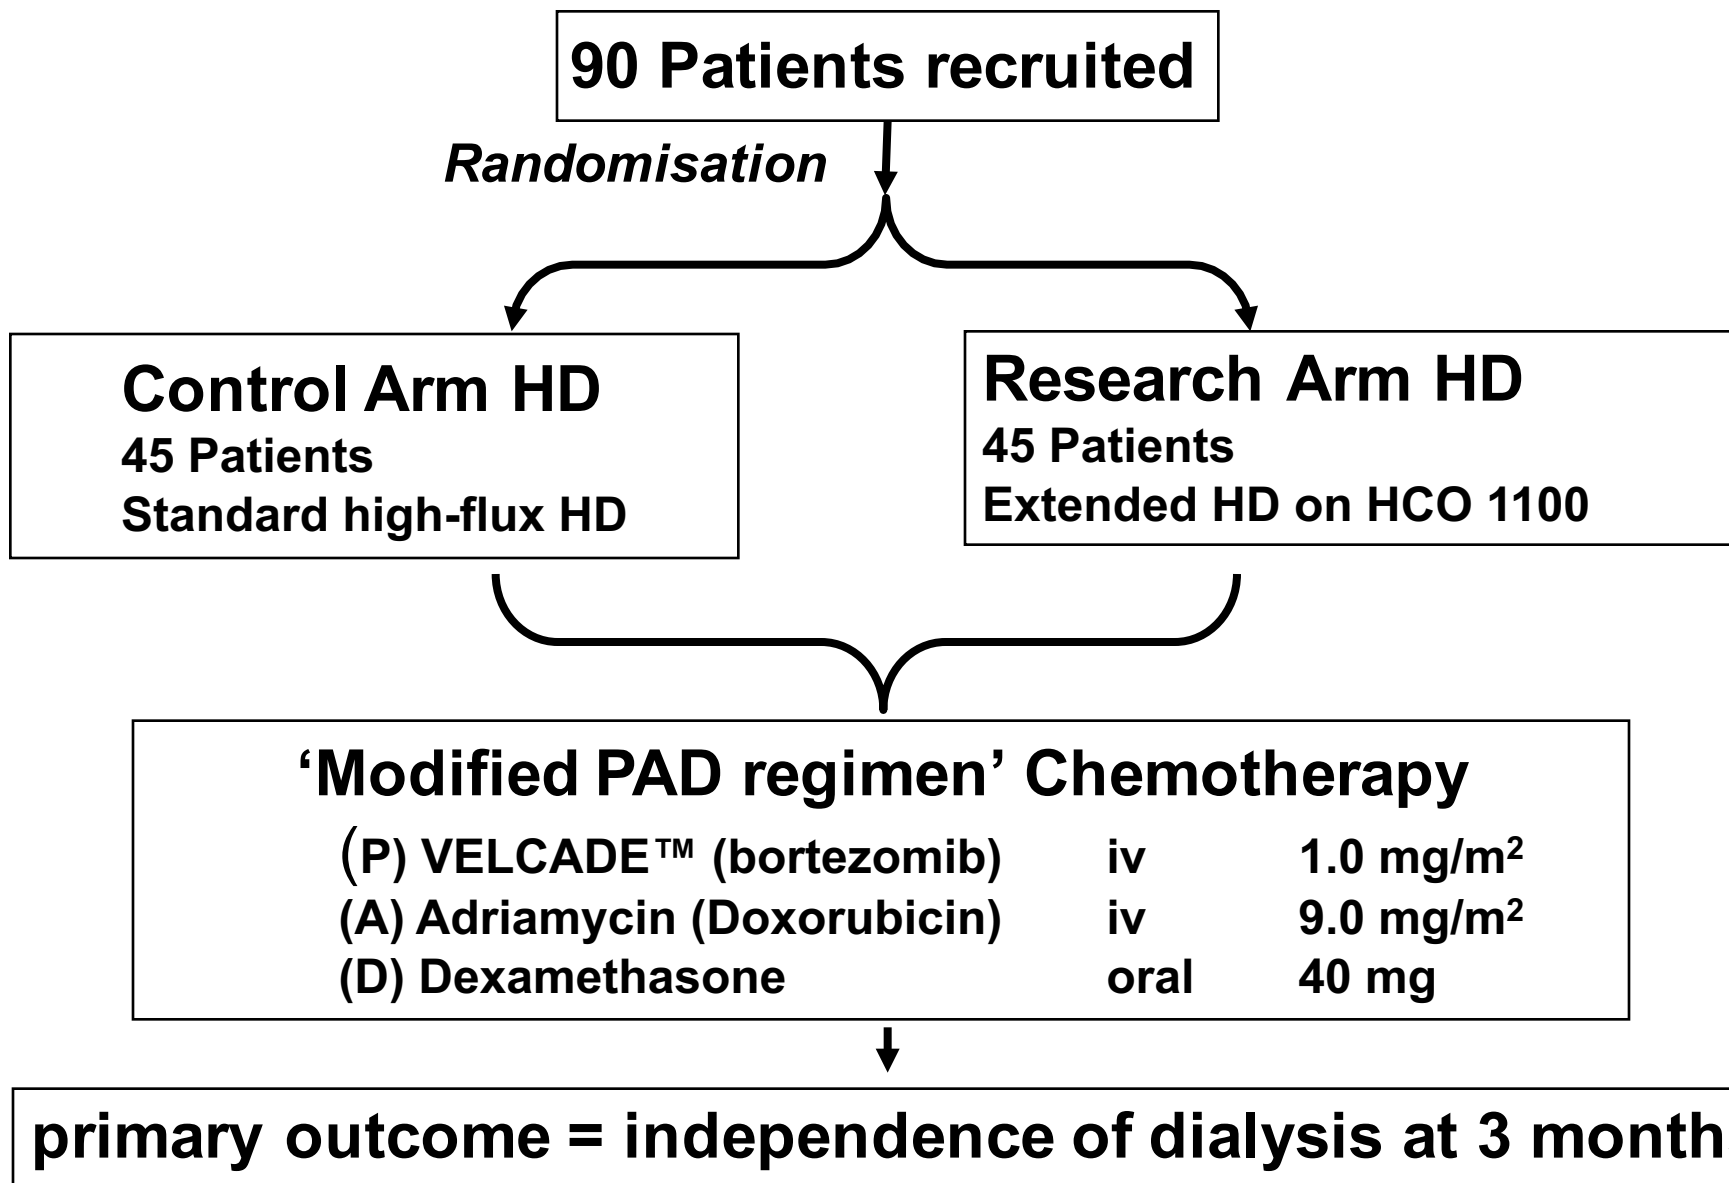 90 Patients recruited
Randomisation
Control Arm HD
45 Patients
Standard high-flux HD
Research Arm HD
45 Patients
Extended HD on HCO 1100
‘Modified PAD regimen’ Chemotherapy
(P) VELCADE™ (bortezomib) iv 1.0 mg/m²
(A) Adriamycin (Doxorubicin) iv 9.0 mg/m²
(D) Dexamethasone oral 40 mg
primary outcome = independence of dialysis at 3 month